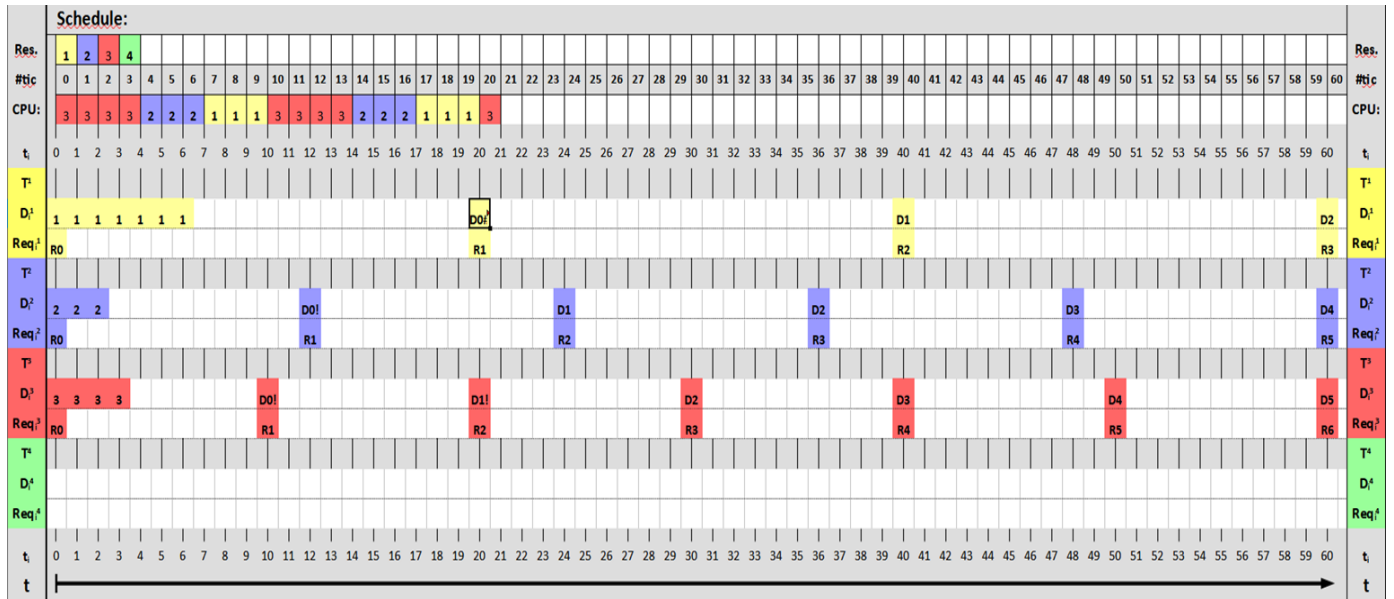 Schedule:
Res. 1 2 3 4 Res.
#tic 0 1 2 3 4 5 6 7 8 9 10 11 12 13 14 15 16 17 18 19 20 21 22 23 24 25 26 27 28 29 30 31 32 33 34 35 36 37 38 39 40 41 42 43 44 45 46 47 48 49 50 51 52 53 54 55 56 57 58 59 60 #tic
CPU: 3 3 3 3 2 2 2 1 1 1 3 3 3 3 2 2 2 1 1 1 3 CPU:
ti 0 1 2 3 4 5 6 7 8 9 10 11 12 13 14 15 16 17 18 19 20 21 22 23 24 25 26 27 28 29 30 31 32 33 34 35 36 37 38 39 40 41 42 43 44 45 46 47 48 49 50 51 52 53 54 55 56 57 58 59 60 ti
T¹ T¹
Di¹ 1 1 1 1 1 1 1 D1 D2 Di¹
Reqi¹ R0 R1 R2 R3 Reqi¹
T² T²
Di² 2 2 2 D0! D1 D2 D3 D4 Di²
Reqi² R0 R1 R2 R3 R4 R5 Reqi²
T³ T³
Di³ 3 3 3 3 D0! D1! D2 D3 D4 D5 Di³
Reqi³ R0 R1 R2 R3 R4 R5 R6 Reqi³
T⁴ T⁴
Di⁴ Di⁴
Reqi⁴ Reqi⁴
ti 0 1 2 3 4 5 6 7 8 9 10 11 12 13 14 15 16 17 18 19 20 21 22 23 24 25 26 27 28 29 30 31 32 33 34 35 36 37 38 39 40 41 42 43 44 45 46 47 48 49 50 51 52 53 54 55 56 57 58 59 60 ti
t t